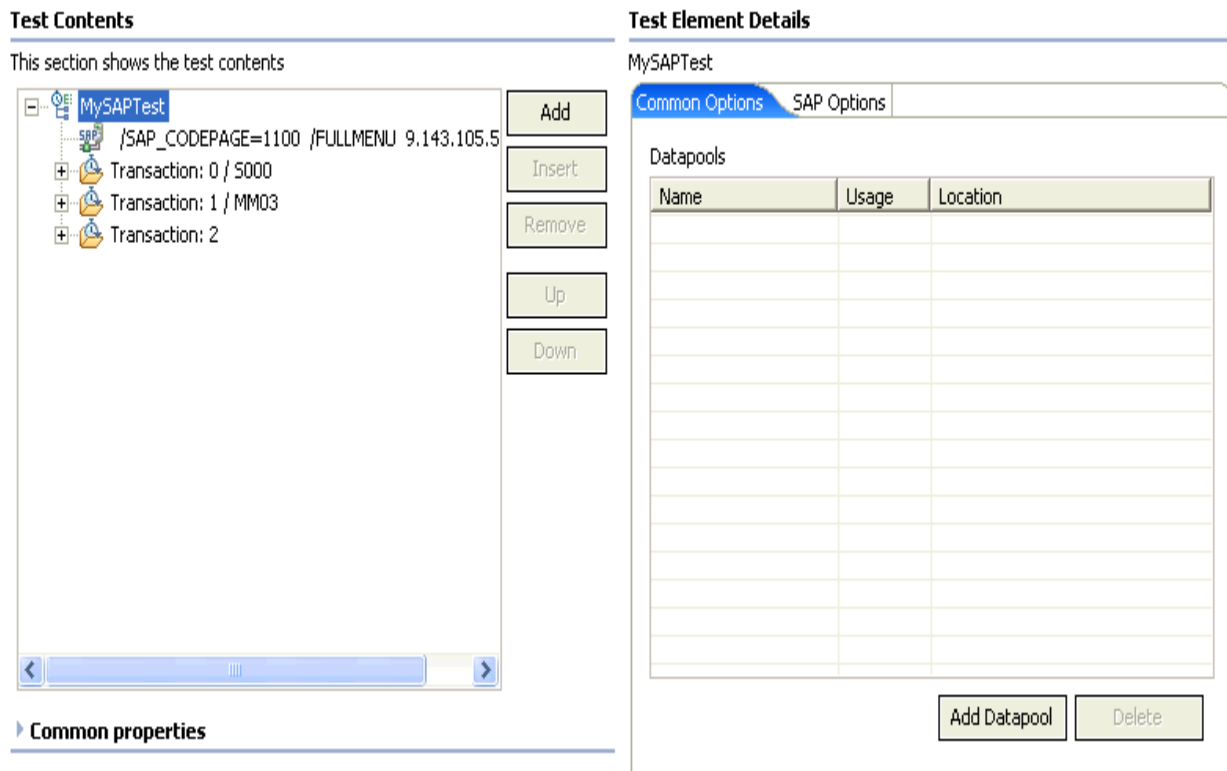 Test Contents
This section shows the test contents
MySAPTest
/SAP_CODEPAGE=1100 /FULLMENU 9.143.105.5
Transaction: 0 / S000
Transaction: 1 / MM03
Transaction: 2
Add
Insert
Remove
Up
Down
Common properties
Test Element Details
MySAPTest
Common Options SAP Options
Datapools
Name Usage Location
Add Datapool Delete